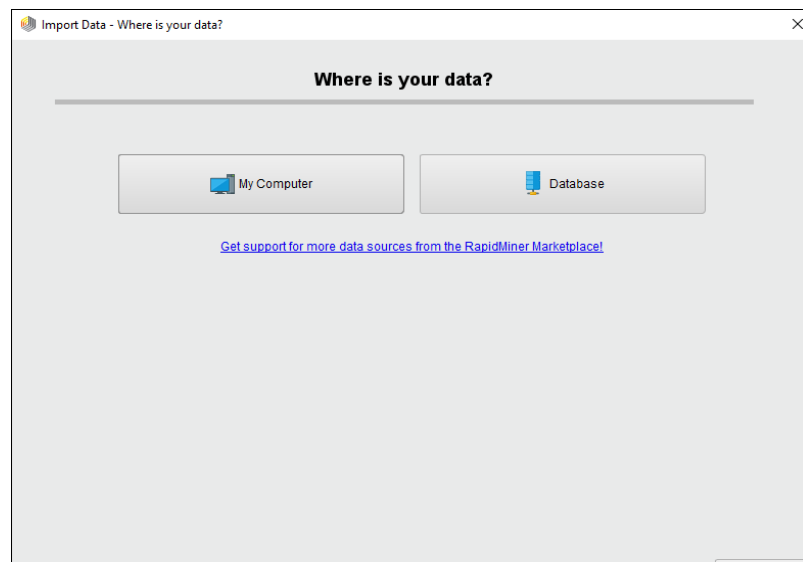 Import Data - Where is your data?
Where is your data?
My Computer
Database
Get support for more data sources from the RapidMiner Marketplace!